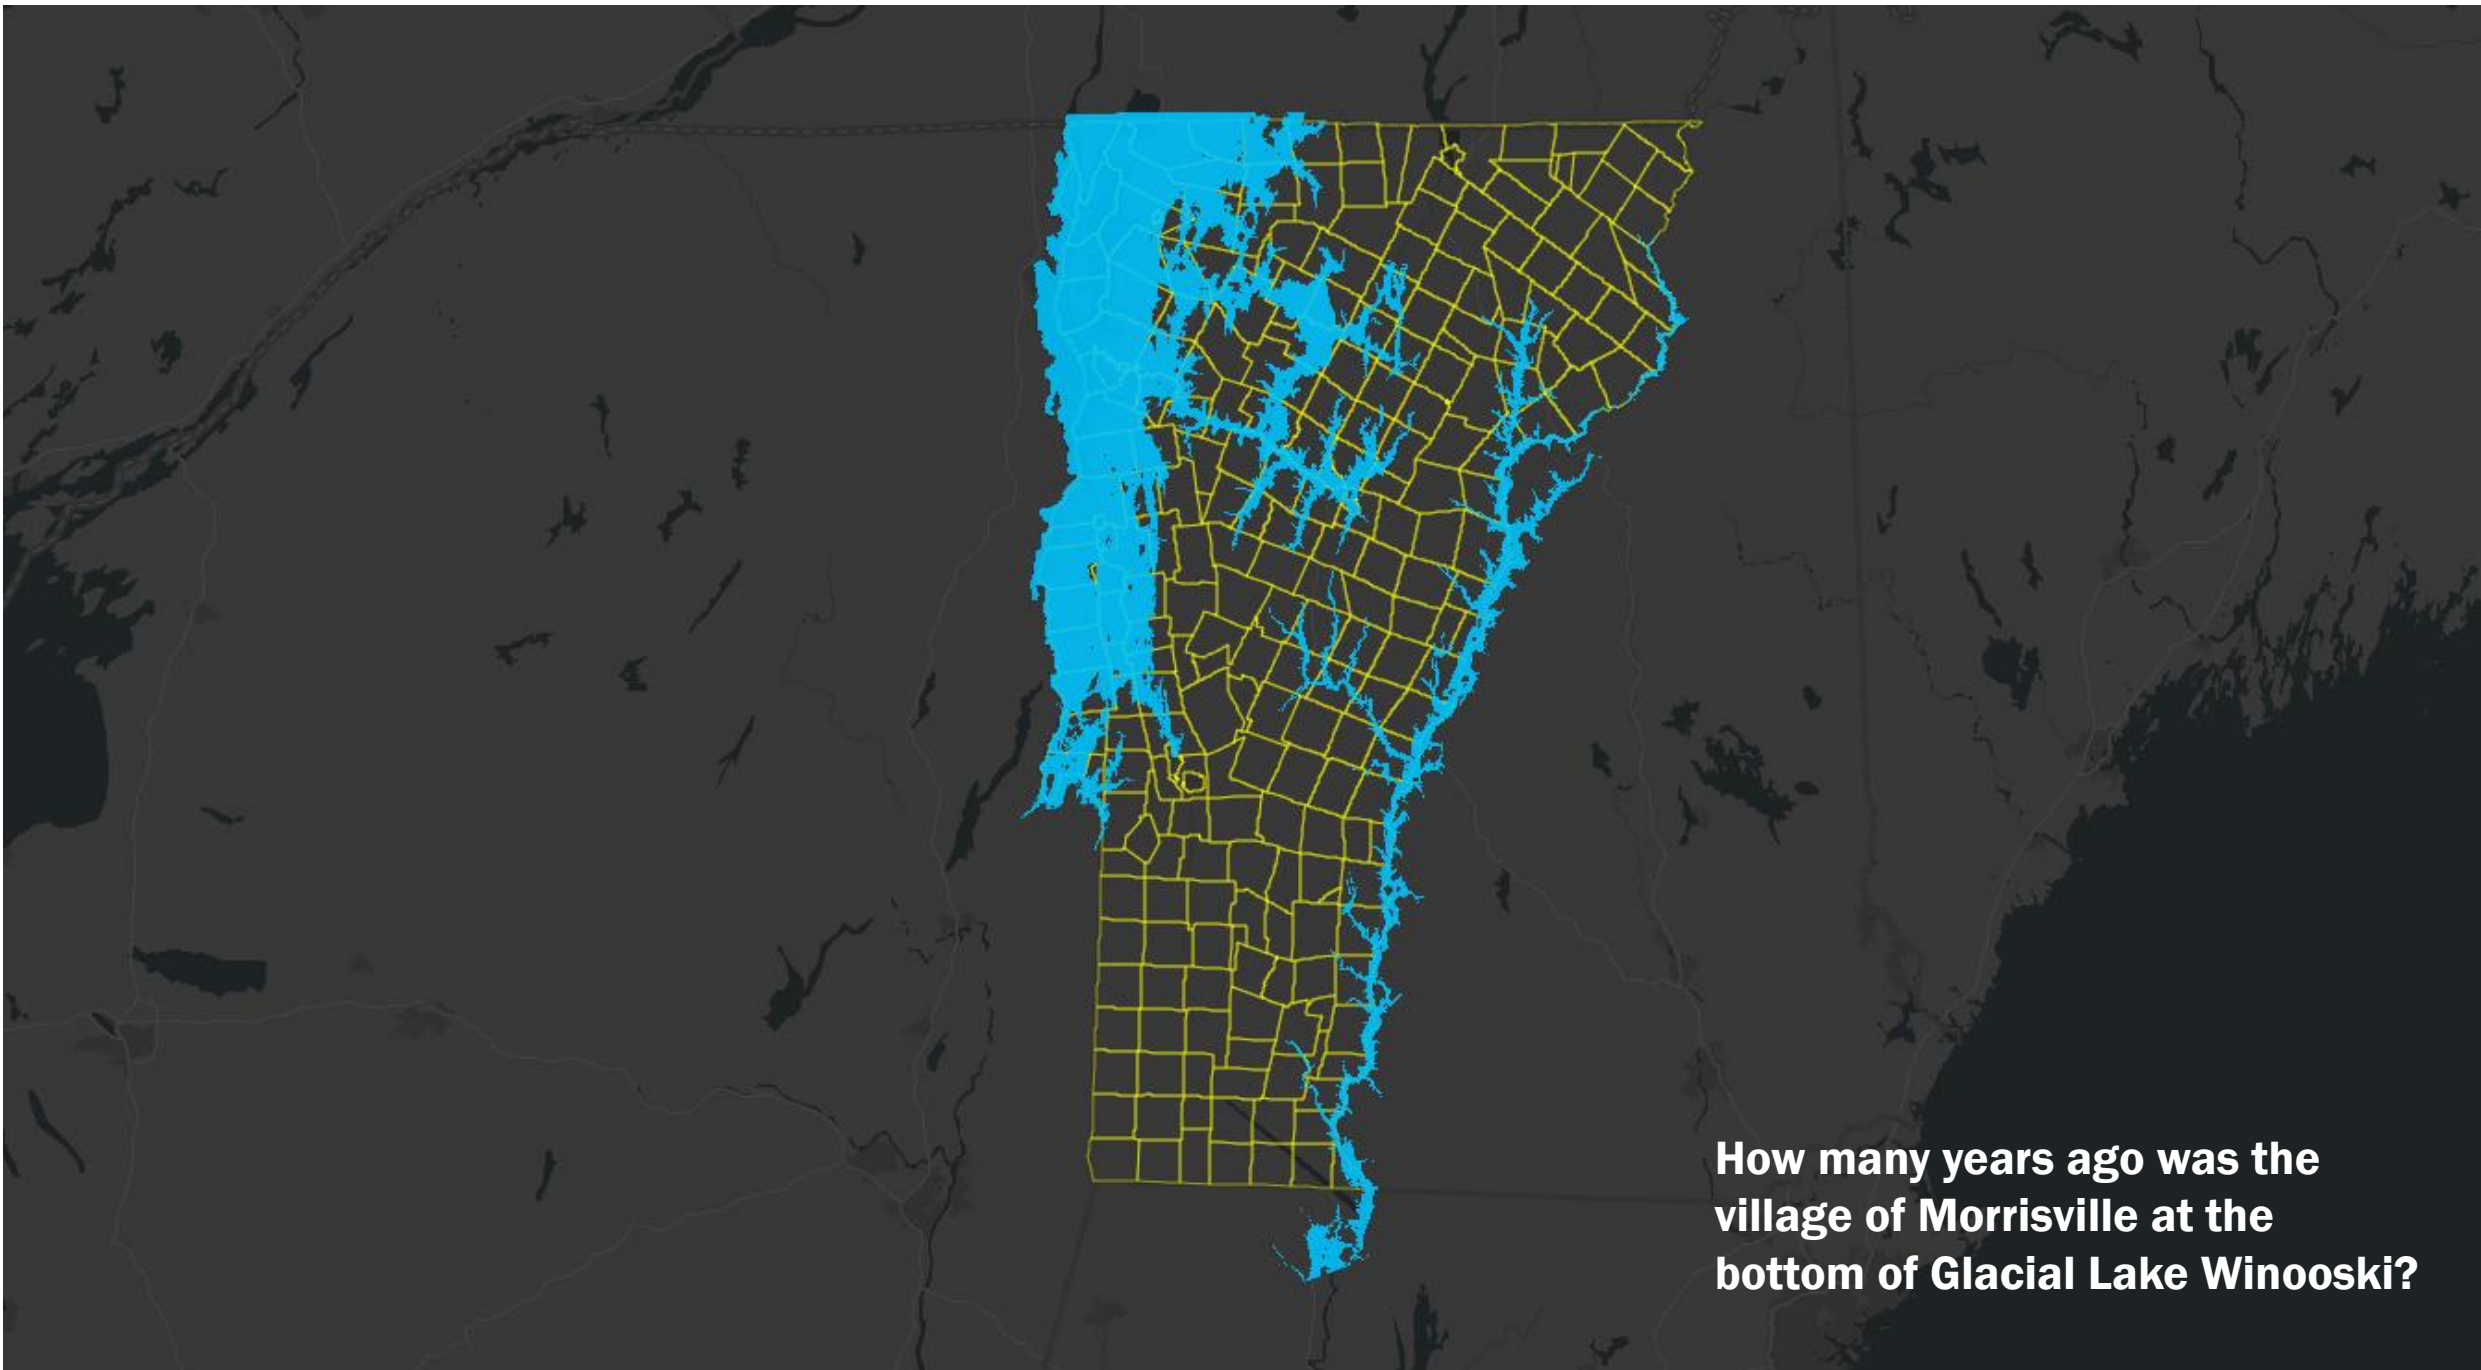 How many years ago was the
village of Morrisville at the
bottom of Glacial Lake Winooski?